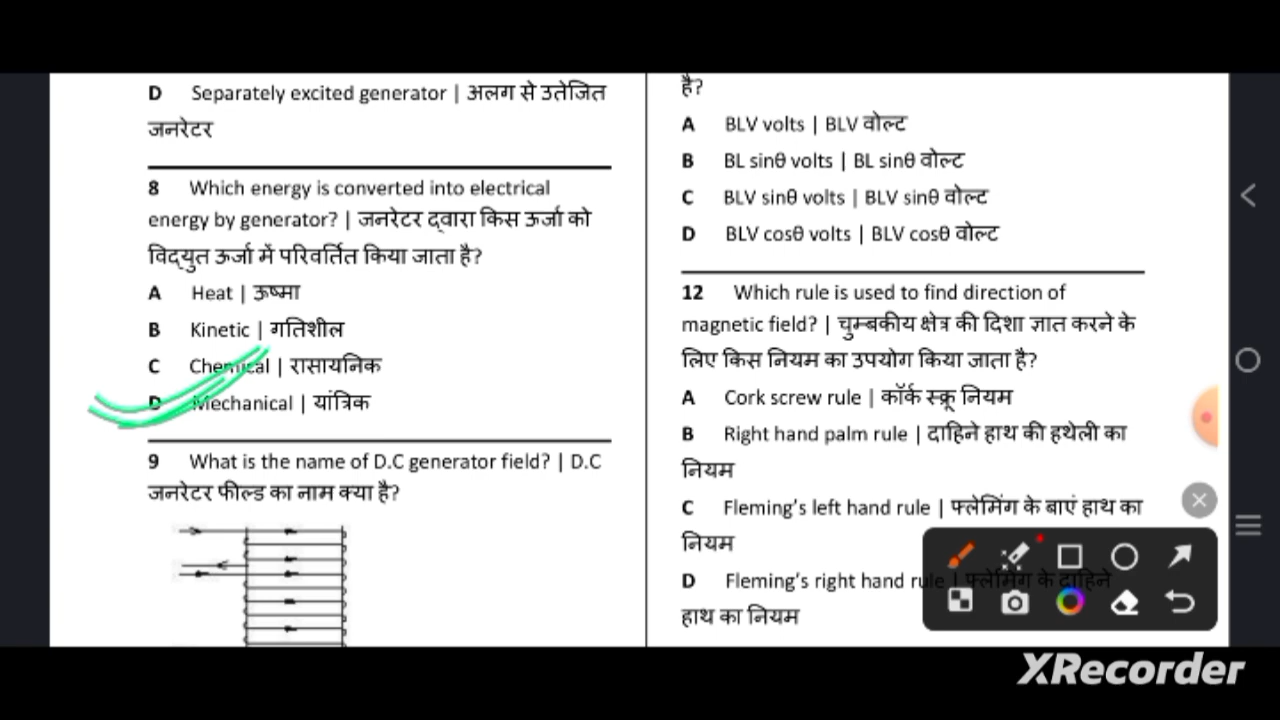 D Separately excited generator | अलग से उतेजित
जनरेटर
8 Which energy is converted into electrical
energy by generator? | जनरेटर द्वारा किस ऊर्जा को
विद्युत ऊर्जा में परिवर्तित किया जाता है?
A Heat | ऊष्मा
B Kinetic | गतिशील
C Chemical | रासायनिक
D Mechanical | यांत्रिक
9 What is the name of D.C generator field? | D.C
जनरेटर फील्ड का नाम क्या है?
है?
A BLV volts | BLV वोल्ट
B BL sinθ volts | BL sinθ वोल्ट
C BLV sinθ volts | BLV sinθ वोल्ट
D BLV cosθ volts | BLV cosθ वोल्ट
12 Which rule is used to find direction of
magnetic field? | चुम्बकीय क्षेत्र की दिशा ज्ञात करने के
लिए किस नियम का उपयोग किया जाता है?
A Cork screw rule | कॉर्क स्क्रू नियम
B Right hand palm rule | दाहिने हाथ की हथेली का
नियम
C Fleming’s left hand rule | फ्लेमिंग के बाएं हाथ का
नियम
D Fleming’s right hand rule | फ्लेमिंग के दाहिने
हाथ का नियम
XRecorder